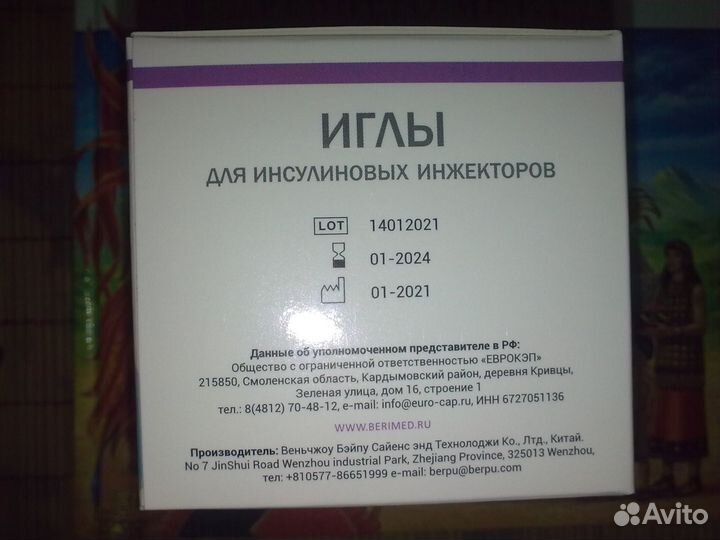 ИГЛЫ
ДЛЯ ИНСУЛИНОВЫХ ИНЖЕКТОРОВ
LOT 14012021
01-2024
01-2021
Данные об уполномоченном представителе в РФ:
Общество с ограниченной ответственностью «ЕВРОКЭП»
215850, Смоленская область, Кардымовский район, деревня Кривцы,
Зеленая улица, дом 16, строение 1
тел.: 8(4812) 70-48-12, e-mail: info@euro-cap.ru, ИНН 6727051136
WWW.BERIMED.RU
Производитель: Веньчжоу Бэйпу Сайенс энд Технолоджи Ко., Лтд., Китай.
No 7 JinShui Road Wenzhou industrial Park, Zhejiang Province, 325013 Wenzhou,
тел: +810577-86651999 e-mail: berpu@berpu.com
Avito